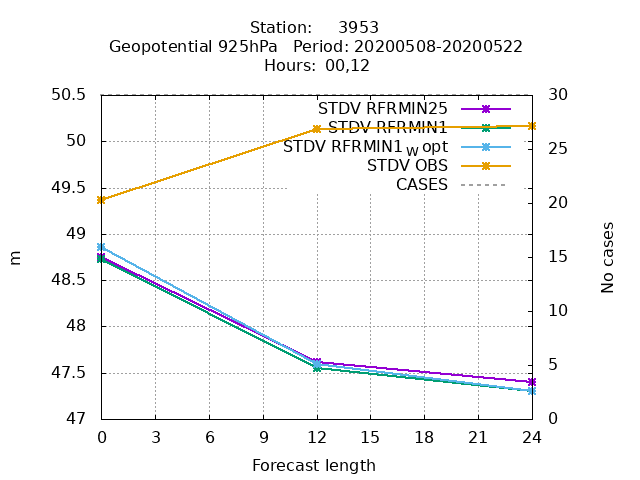 Station: 3953
Geopotential 925hPa Period: 20200508-20200522
Hours: 00,12
50.5
50
49.5
49
48.5
48
47.5
47
m
30
25
20
15
10
5
0
No cases
STDV RFRMIN25
STDV RFRMIN1
STDV RFRMIN1wopt
STDV OBS
CASES
0 3 6 9 12 15 18 21 24
Forecast length